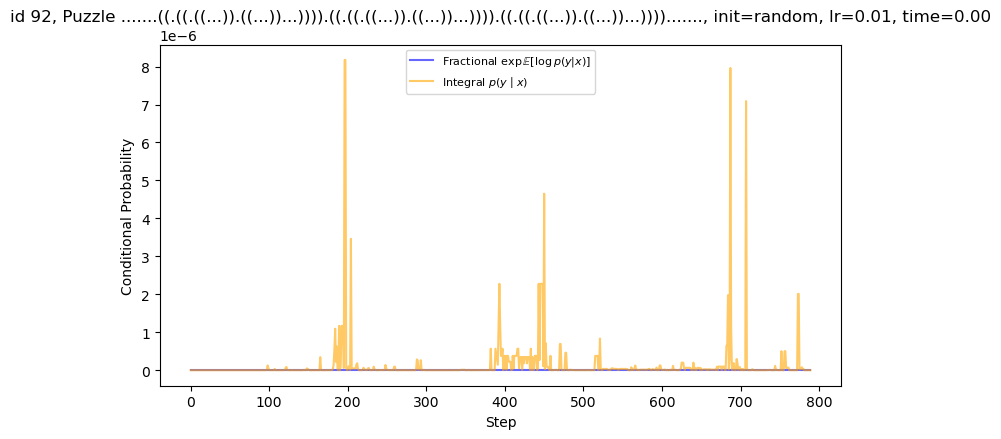 id 92, Puzzle .......((.((.((...)).((...))...)))).((.((.((...)).((...))...)))).((.((.((...)).((...))...))))......., init=random, lr=0.01, time=0.00
1e−6
Fractional exp𝔼[log p(y|x)]
Integral p(y | x)
8
7
6
5
4
3
2
1
0
Conditional Probability
0 100 200 300 400 500 600 700 800
Step